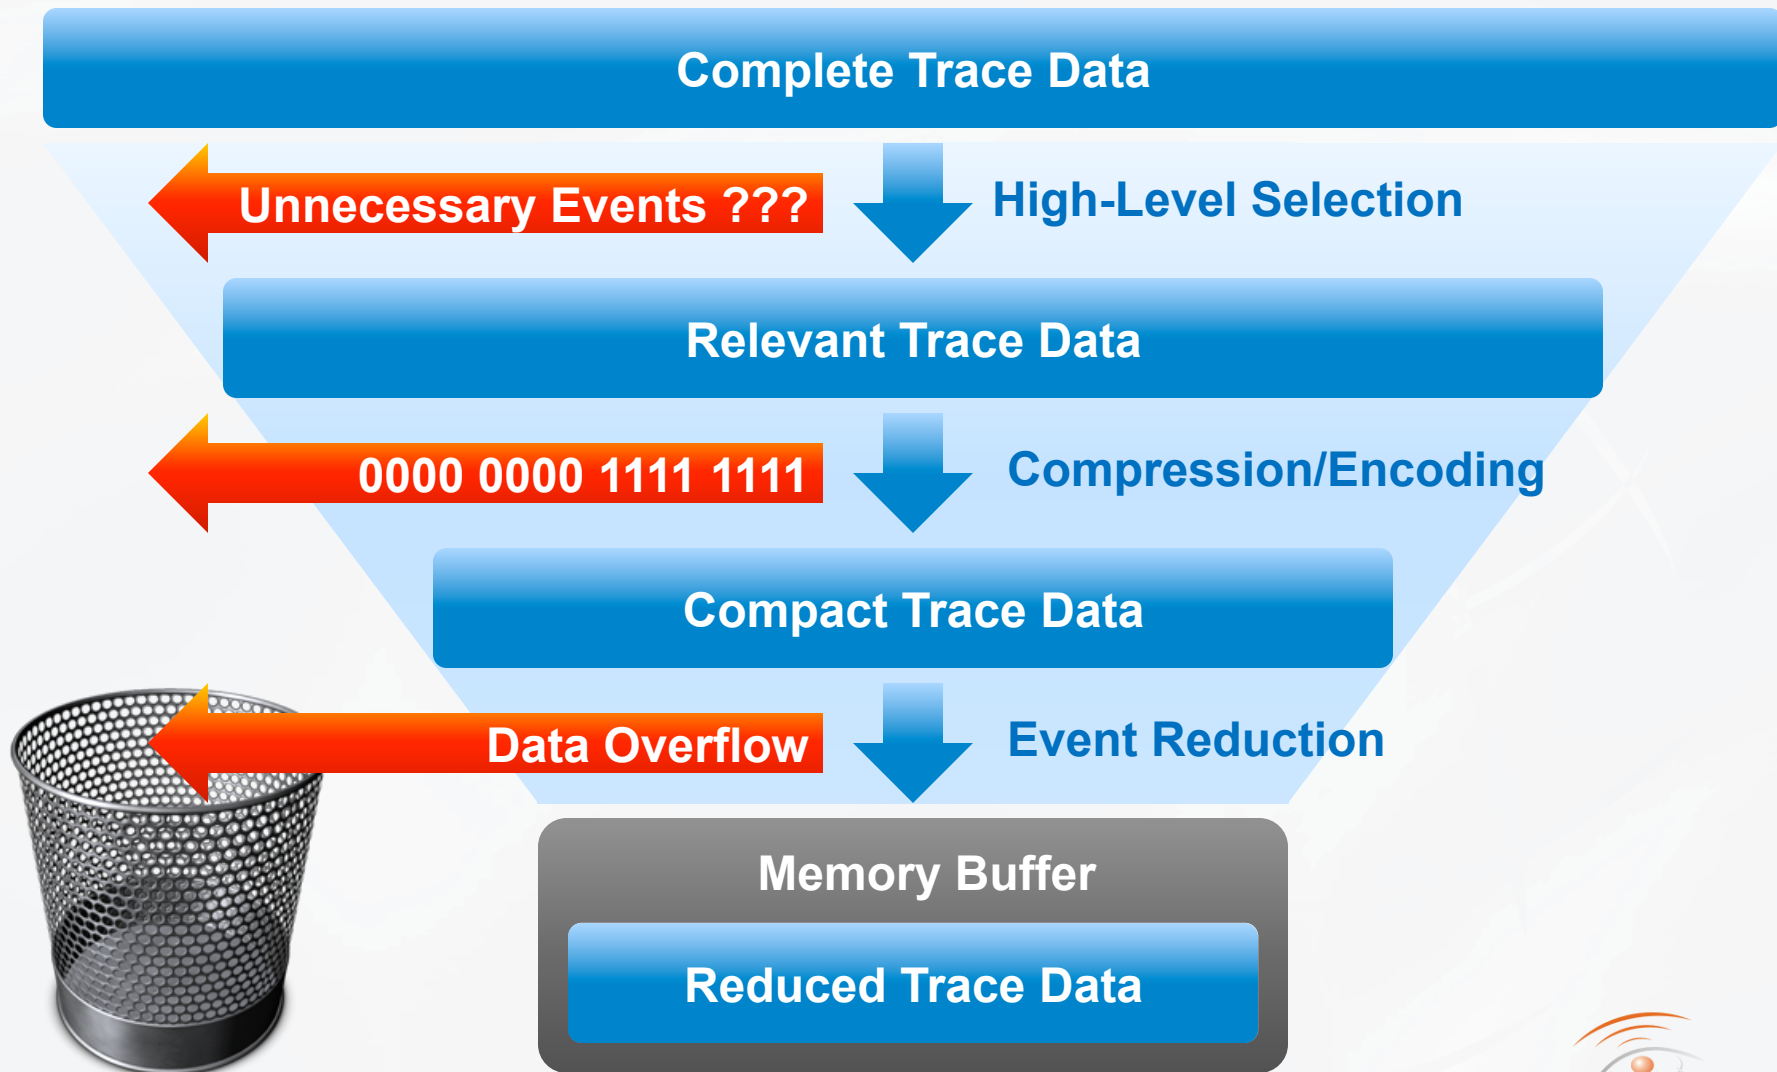 Complete Trace Data
Unnecessary Events ???
High-Level Selection
Relevant Trace Data
0000 0000 1111 1111
Compression/Encoding
Compact Trace Data
Data Overflow
Event Reduction
Memory Buffer
Reduced Trace Data